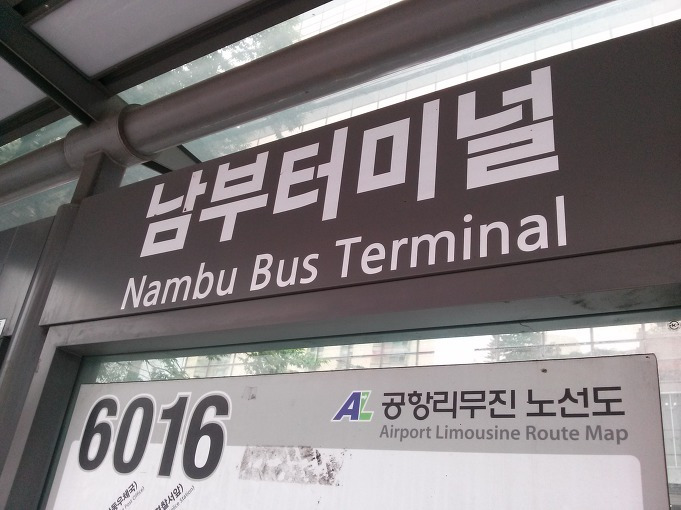 남부터미널
Nambu Bus Terminal
6016
AL 공항리무진 노선도
Airport Limousine Route Map